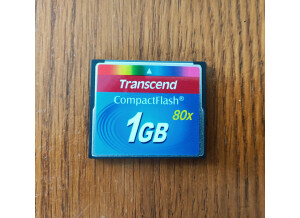 Transcend
CompactFlash®
80x
1GB